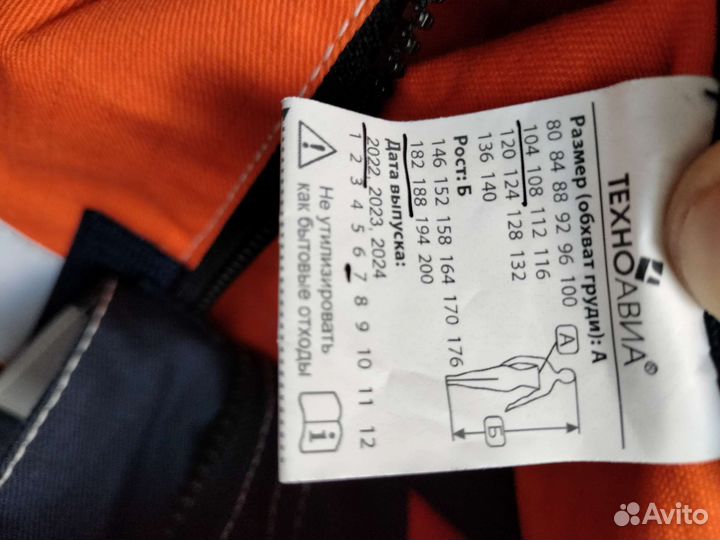 ТЕХНОАВИА®
Размер (обхват груди): А
80 84 88 92 96 100
104 108 112 116
120 124 128 132
136 140
Рост: Б
146 152 158 164 170 176
182 188 194 200
Дата выпуска:
2022, 2023, 2024
1 2 3 4 5 6 7 8 9 10 11 12
Не утилизировать
как бытовые отходы
А
Б
i
Avito